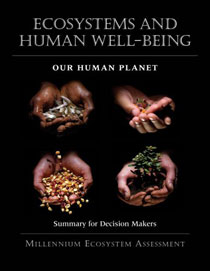 ECOSYSTEMS AND
HUMAN WELL-BEING
OUR HUMAN PLANET
Summary for Decision Makers
MILLENNIUM ECOSYSTEM ASSESSMENT